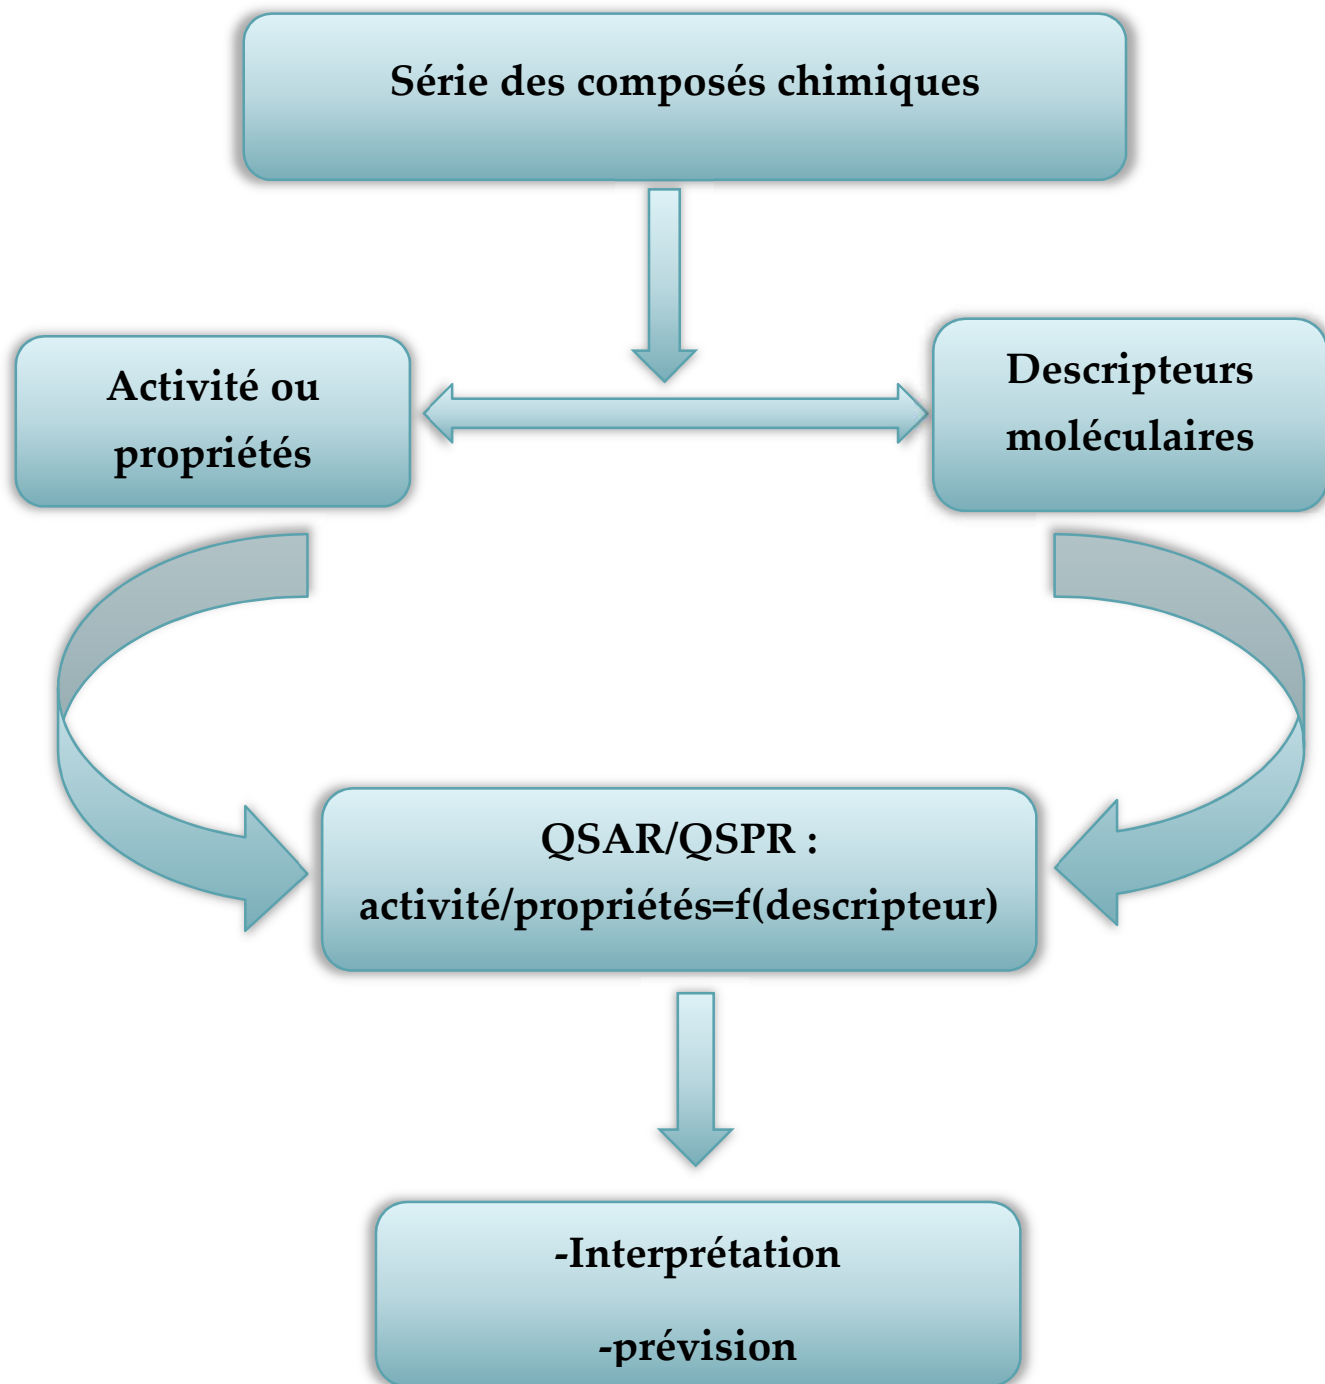 Série des composés chimiques
Activité ou
propriétés
Descripteurs
moléculaires
QSAR/QSPR :
activité/propriétés=f(descripteur)
-Interprétation
-prévision